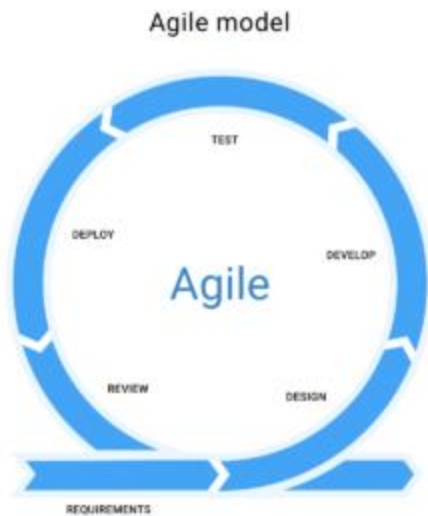 Agile model
TEST
DEPLOY
DEVELOP
Agile
REVIEW
DESIGN
REQUIREMENTS